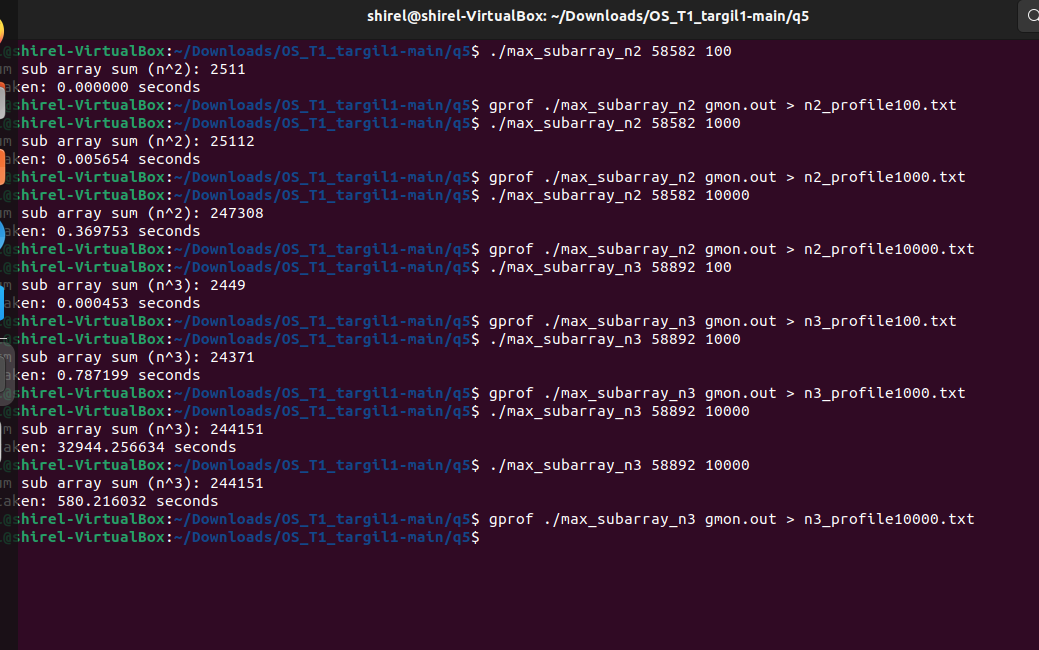 shirel@shirel-VirtualBox: ~/Downloads/OS_T1_targil1-main/q5
@shirel-VirtualBox:~/Downloads/OS_T1_targil1-main/q5$ ./max_subarray_n2 58582 100
um sub array sum (n^2): 2511
aken: 0.000000 seconds
@shirel-VirtualBox:~/Downloads/OS_T1_targil1-main/q5$ gprof ./max_subarray_n2 gmon.out > n2_profile100.txt
@shirel-VirtualBox:~/Downloads/OS_T1_targil1-main/q5$ ./max_subarray_n2 58582 1000
um sub array sum (n^2): 25112
aken: 0.005654 seconds
@shirel-VirtualBox:~/Downloads/OS_T1_targil1-main/q5$ gprof ./max_subarray_n2 gmon.out > n2_profile1000.txt
@shirel-VirtualBox:~/Downloads/OS_T1_targil1-main/q5$ ./max_subarray_n2 58582 10000
um sub array sum (n^2): 247308
aken: 0.369753 seconds
@shirel-VirtualBox:~/Downloads/OS_T1_targil1-main/q5$ gprof ./max_subarray_n2 gmon.out > n2_profile10000.txt
@shirel-VirtualBox:~/Downloads/OS_T1_targil1-main/q5$ ./max_subarray_n3 58892 100
um sub array sum (n^3): 2449
aken: 0.000453 seconds
@shirel-VirtualBox:~/Downloads/OS_T1_targil1-main/q5$ gprof ./max_subarray_n3 gmon.out > n3_profile100.txt
@shirel-VirtualBox:~/Downloads/OS_T1_targil1-main/q5$ ./max_subarray_n3 58892 1000
um sub array sum (n^3): 24371
aken: 0.787199 seconds
@shirel-VirtualBox:~/Downloads/OS_T1_targil1-main/q5$ gprof ./max_subarray_n3 gmon.out > n3_profile1000.txt
@shirel-VirtualBox:~/Downloads/OS_T1_targil1-main/q5$ ./max_subarray_n3 58892 10000
um sub array sum (n^3): 244151
aken: 32944.256634 seconds
@shirel-VirtualBox:~/Downloads/OS_T1_targil1-main/q5$ ./max_subarray_n3 58892 10000
um sub array sum (n^3): 244151
aken: 580.216032 seconds
@shirel-VirtualBox:~/Downloads/OS_T1_targil1-main/q5$ gprof ./max_subarray_n3 gmon.out > n3_profile10000.txt
@shirel-VirtualBox:~/Downloads/OS_T1_targil1-main/q5$